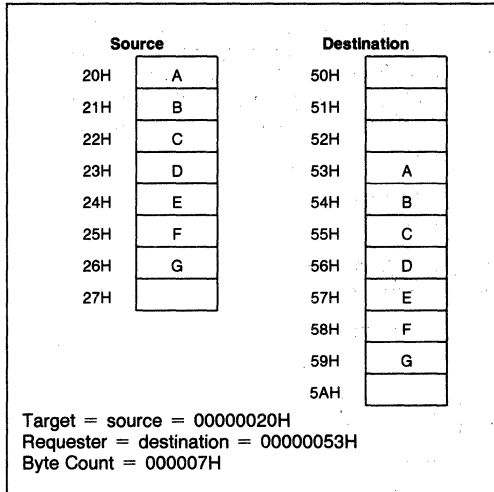 Source Destination
20H A 50H
21H B 51H
22H C 52H
23H D 53H A
24H E 54H B
25H F 55H C
26H G 56H D
27H 57H E
58H F
59H G
5AH
Target = source = 00000020H
Requester = destination = 00000053H
Byte Count = 000007H